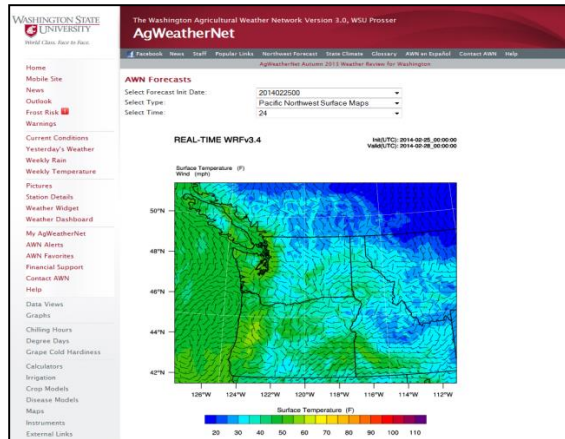 WASHINGTON STATE
UNIVERSITY
World Class. Face to Face.
The Washington Agricultural Weather Network Version 3.0, WSU Prosser
AgWeatherNet
Facebook News Staff Popular Links Northwest Forecast State Climate Glossary AWN en Español Contact AWN Help
AgWeatherNet Autumn 2013 Weather Review for Washington
Home
Mobile Site
News
Outlook
Frost Risk
Warnings
Current Conditions
Yesterday's Weather
Weekly Rain
Weekly Temperature
Pictures
Station Details
Weather Widget
Weather Dashboard
My AgWeatherNet
AWN Alerts
AWN Favorites
Financial Support
Contact AWN
Help
Data Views
Graphs
Chilling Hours
Degree Days
Grape Cold Hardiness
Calculators
Irrigation
Crop Models
Disease Models
Maps
Instruments
External Links
AWN Forecasts
Select Forecast Init Date: 2014022500
Select Type: Pacific Northwest Surface Maps
Select Time: 24
REAL-TIME WRFv3.4
Init(UTC): 2014-02-25_00:00:00
Valid(UTC): 2014-02-26_00:00:00
Surface Temperature (F)
Wind (mph)
50°N
48°N
46°N
44°N
42°N
126°W 124°W 122°W 120°W 118°W 116°W 114°W 112°W
Surface Temperature (F)
20 30 40 50 60 70 80 90 100 110